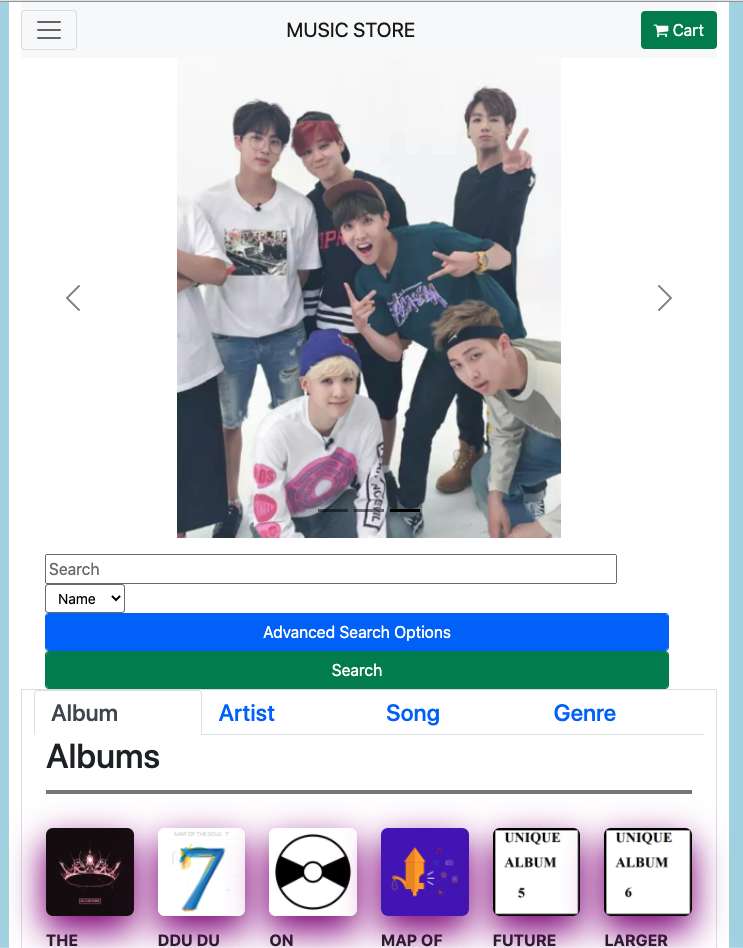 MUSIC STORE
Cart
Search
Name
Advanced Search Options
Search
Album
Artist
Song
Genre
Albums
MAP OF THE SOUL 7
7
UNIQUE
ALBUM
5
UNIQUE
ALBUM
6
THE
DDU DU
ON
MAP OF
FUTURE
LARGER